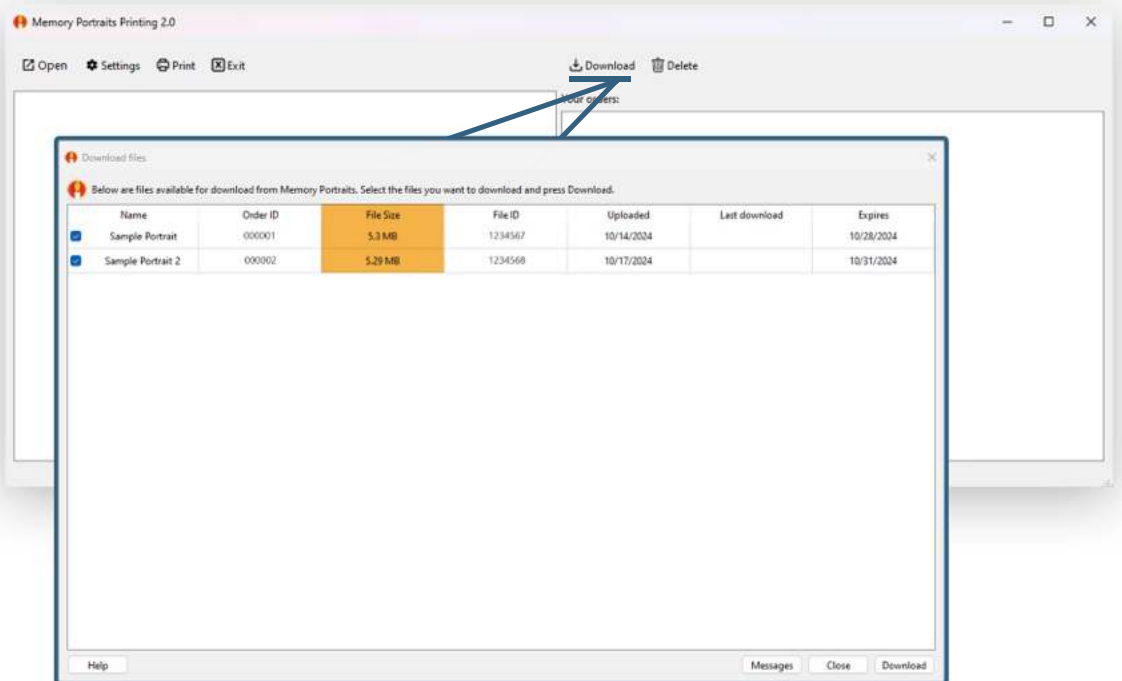 Memory Portraits Printing 2.0
Open Settings Print Exit Download Delete
Your orders:
Download files
Below are files available for download from Memory Portraits. Select the files you want to download and press Download.
Name Order ID File Size File ID Uploaded Last download Expires
Sample Portrait 000001 5.3 MB 1234567 10/14/2024 10/28/2024
Sample Portrait 2 000002 5.29 MB 1234568 10/17/2024 10/31/2024
Help Messages Close Download